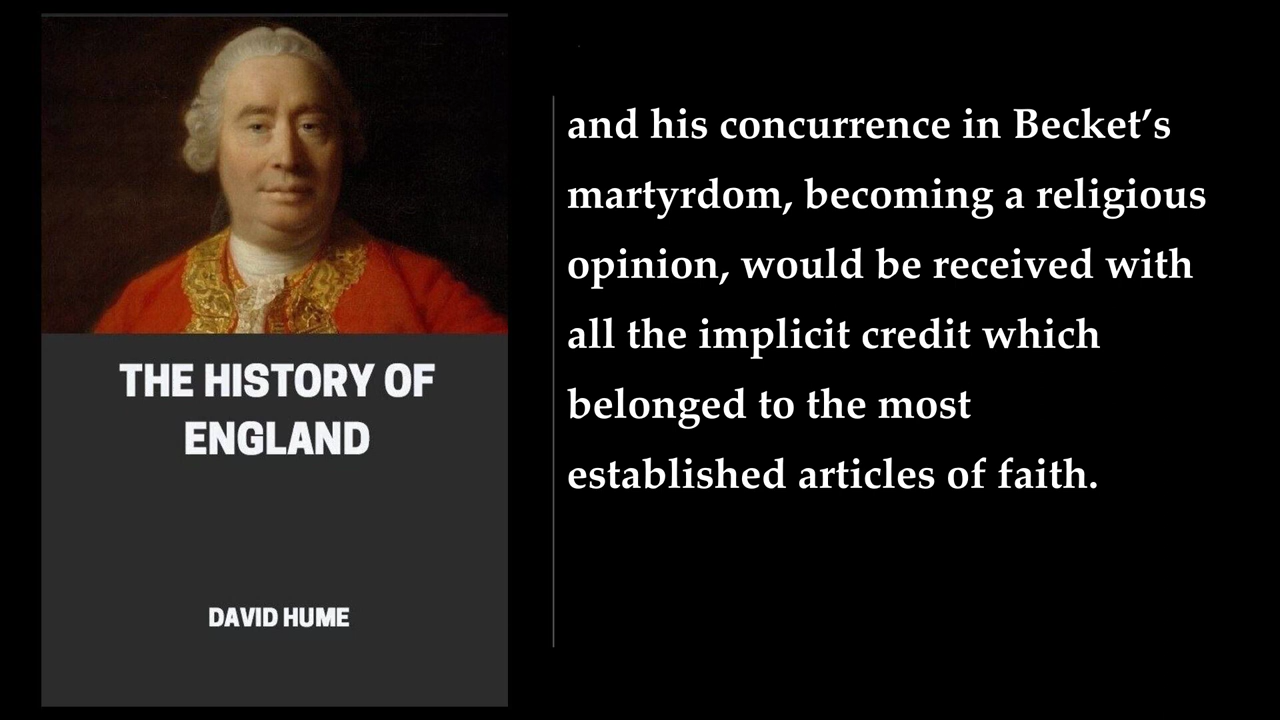 THE HISTORY OF
ENGLAND
DAVID HUME
and his concurrence in Becket’s
martyrdom, becoming a religious
opinion, would be received with
all the implicit credit which
belonged to the most
established articles of faith.